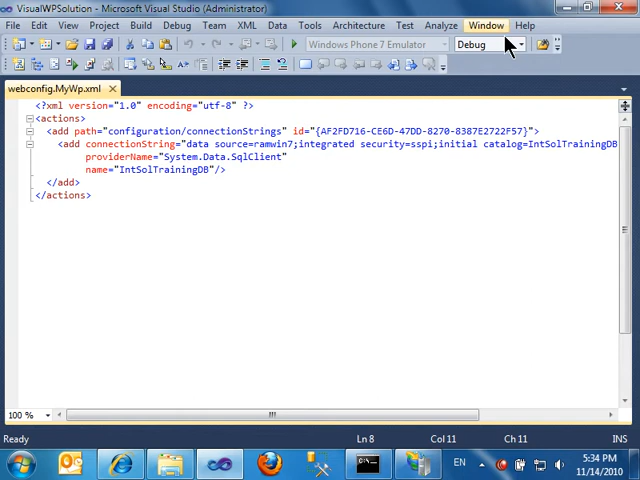 VisualWPSolution - Microsoft Visual Studio (Administrator)
File Edit View Project Build Debug Team XML Data Tools Architecture Test Analyze Window Help
Windows Phone 7 Emulator Debug
webconfig.MyWp.xml
<?xml version="1.0" encoding="utf-8" ?>
<actions>
<add path="configuration/connectionStrings" id="{AF2FD716-CE6D-47DD-8270-8387E2722F57}">
<add connectionString="data source=ramwin7;integrated security=sspi;initial catalog=IntSolTrainingDB
providerName="System.Data.SqlClient"
name="IntSolTrainingDB"/>
</add>
</actions>
100 %
Ready Ln 8 Col 11 Ch 11 INS
EN 5:34 PM
11/14/2010